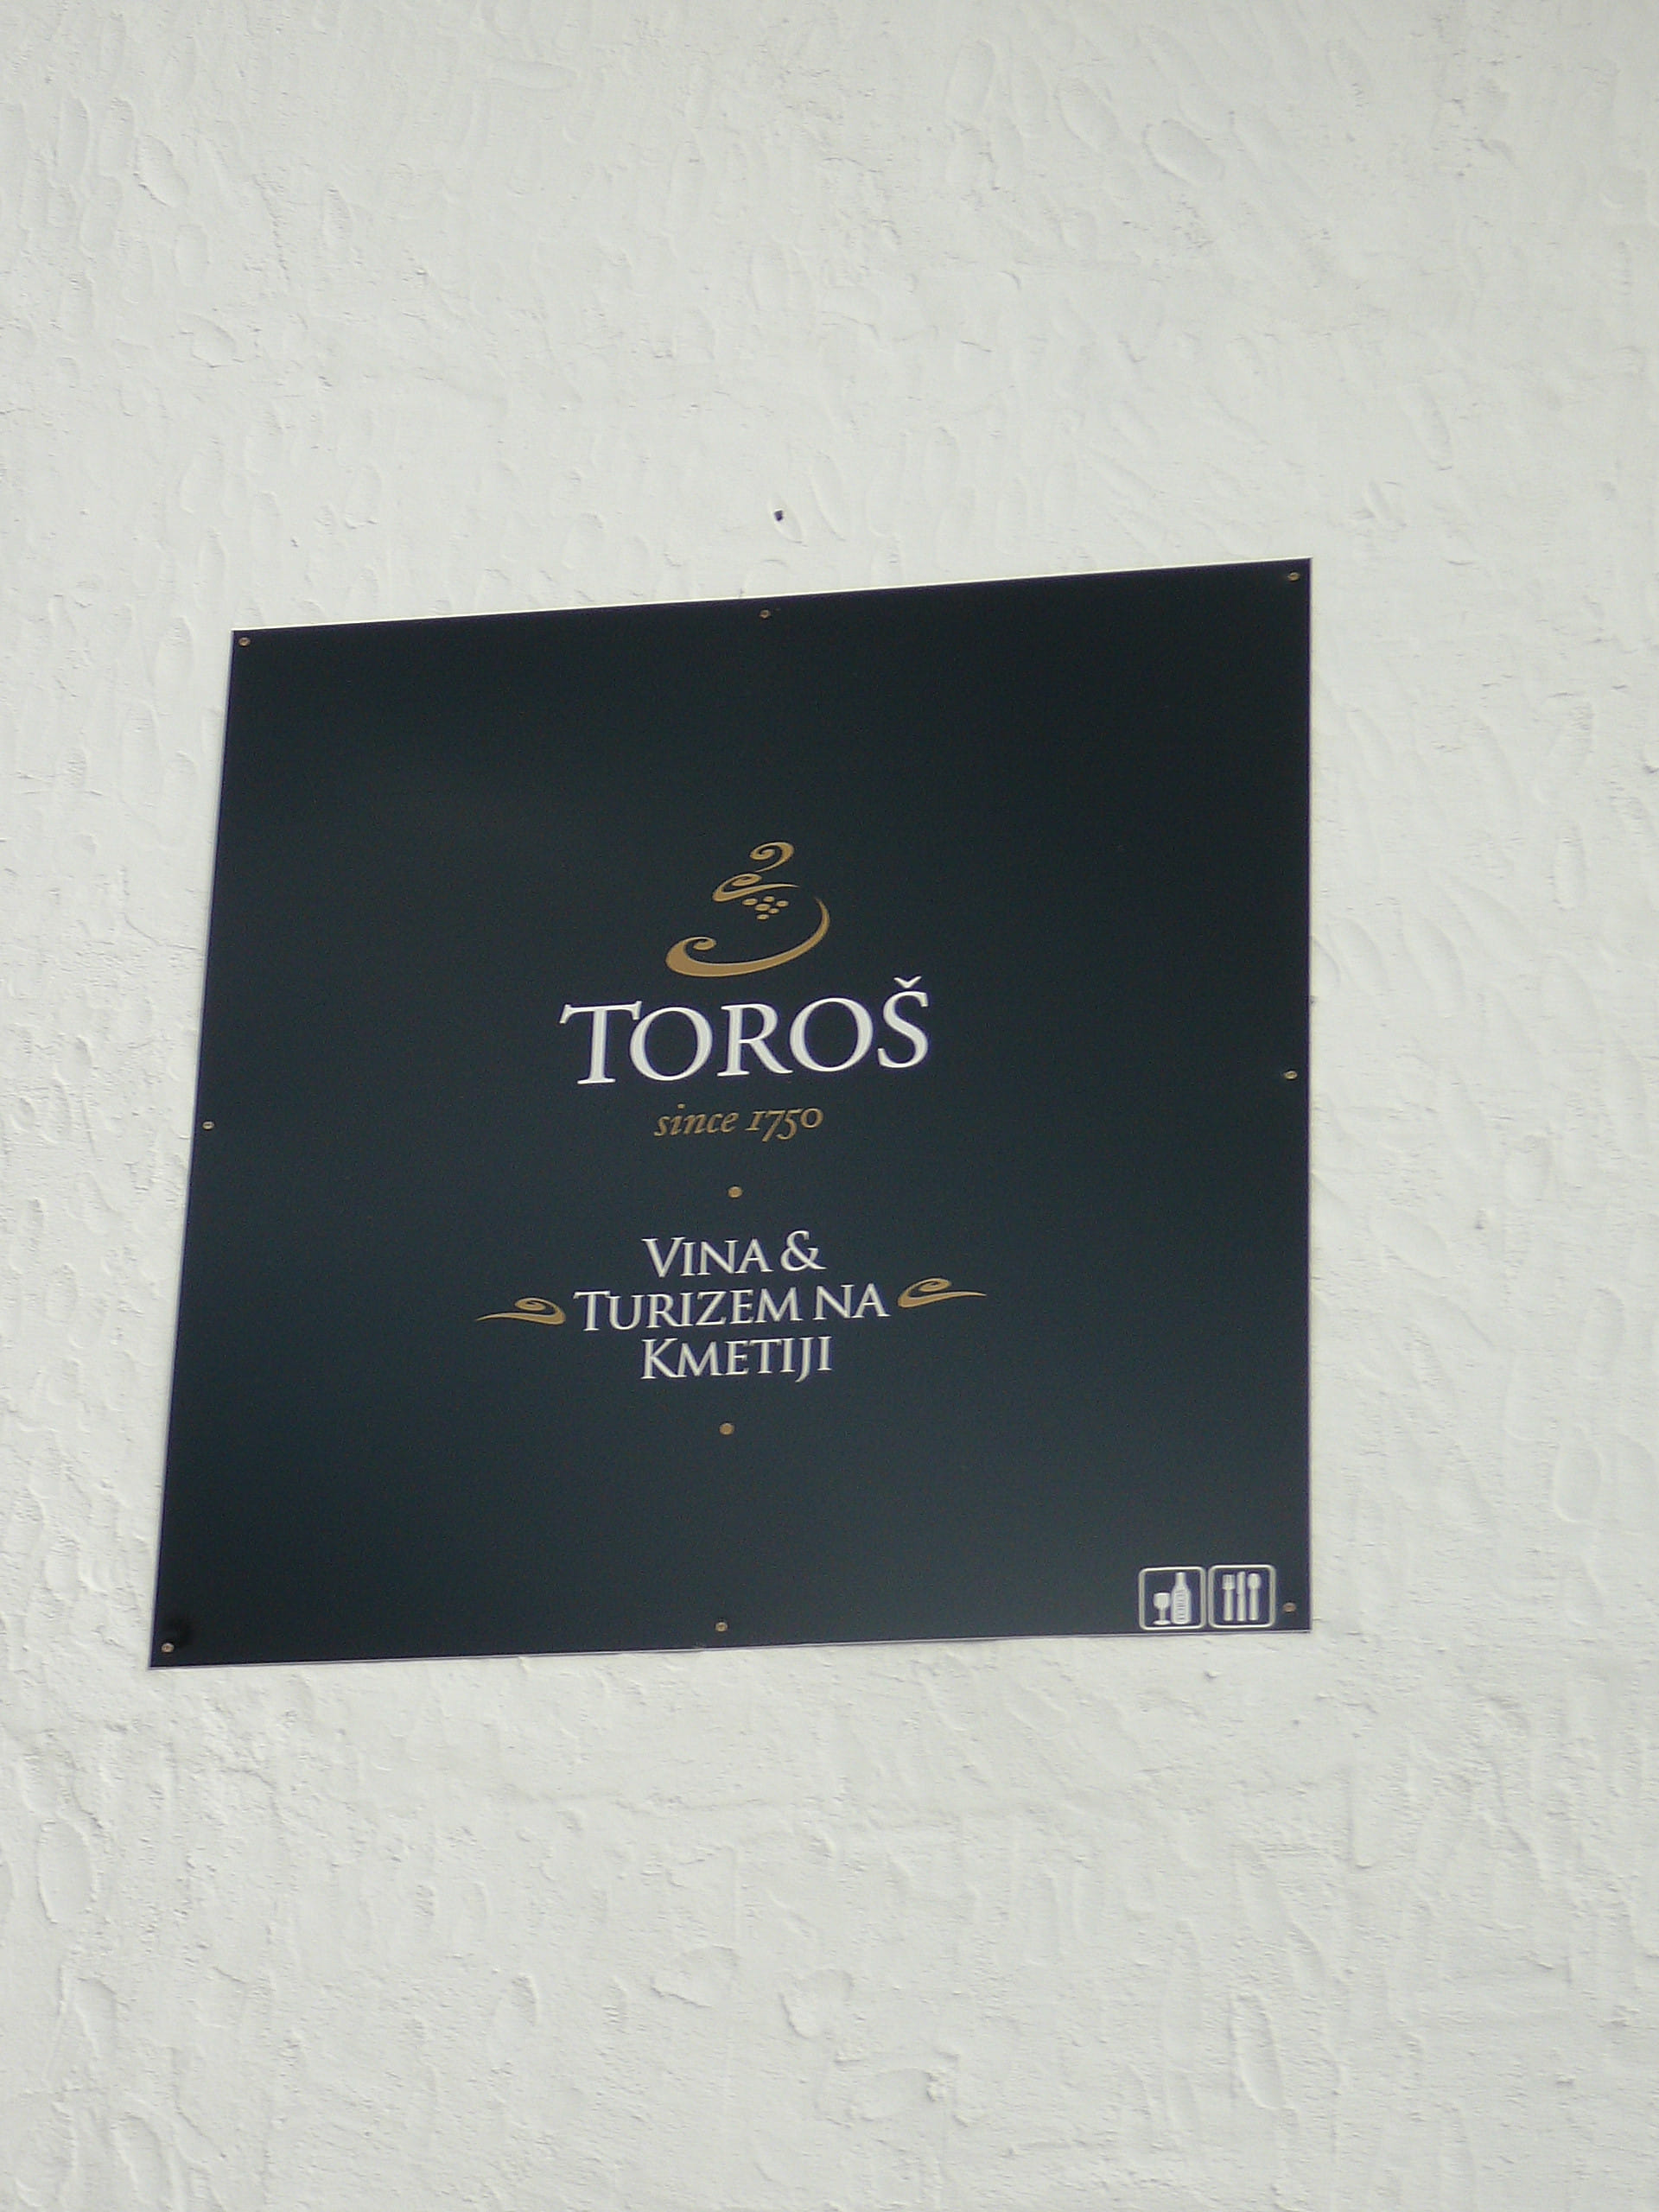 TOROŠ
since 1750
VINA &
TURIZEM NA
KMETIJI